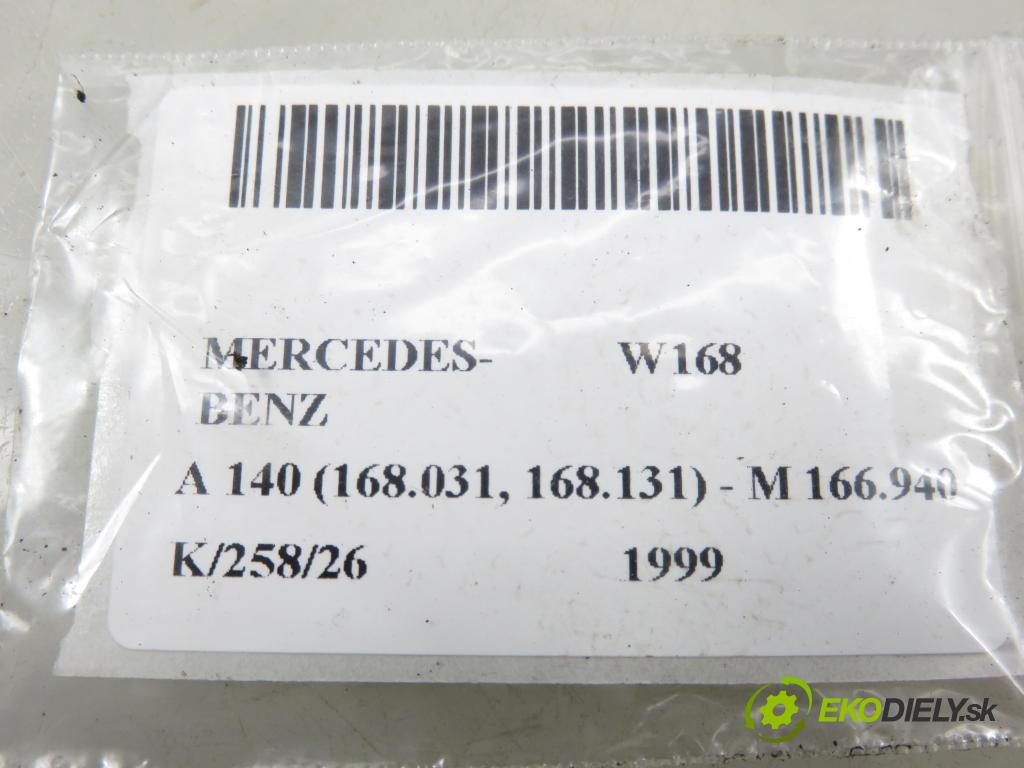 MERCEDES- W168
BENZ
A 140 (168.031, 168.131) - M 166.940
K/258/26 1999
EKODIELY.sk